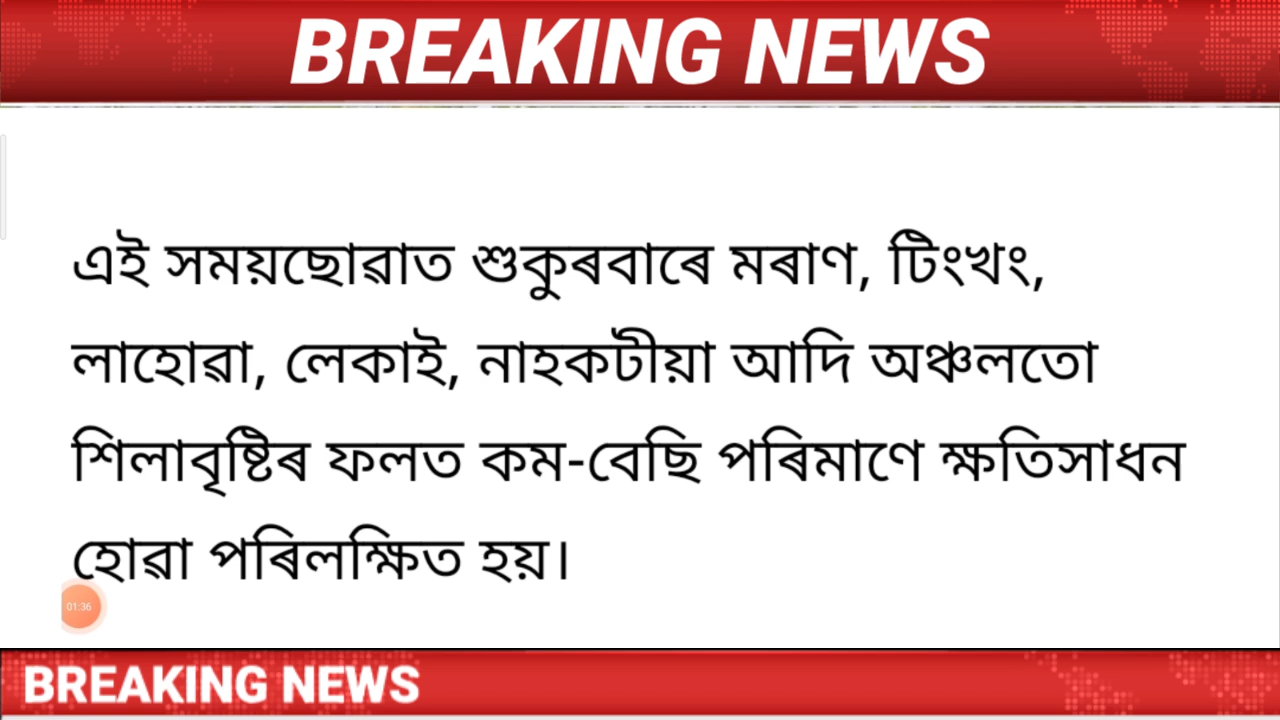 BREAKING NEWS
এই সময়ছোৱাত শুকুৰবাৰে মৰাণ, টিংখং,
লাহোৱা, লেকাই, নাহকটীয়া আদি অঞ্চলতো
শিলাবৃষ্টিৰ ফলত কম-বেছি পৰিমাণে ক্ষতিসাধন
হোৱা পৰিলক্ষিত হয়।
01:36
BREAKING NEWS